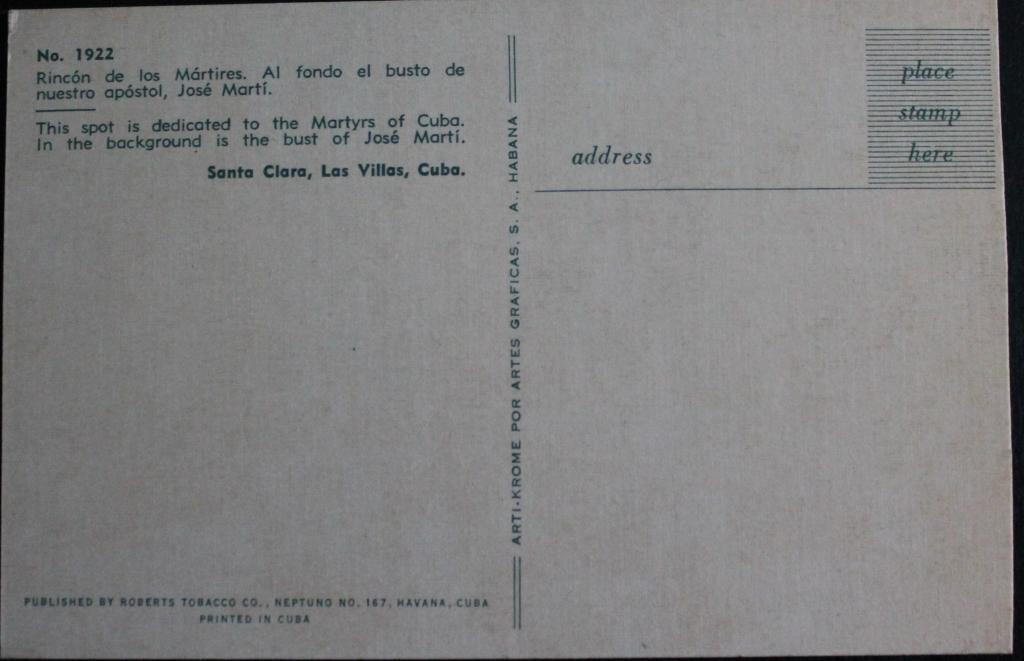 No. 1922
Rincón de los Mártires. Al fondo el busto de
nuestro apóstol, José Martí.
This spot is dedicated to the Martyrs of Cuba.
In the background is the bust of José Martí.
Santa Clara, Las Villas, Cuba.
PUBLISHED BY ROBERTS TOBACCO CO., NEPTUNO NO. 167, HAVANA, CUBA
PRINTED IN CUBA
ARTI-KROME POR ARTES GRAFICAS, S. A., HABANA
address
place
stamp
here